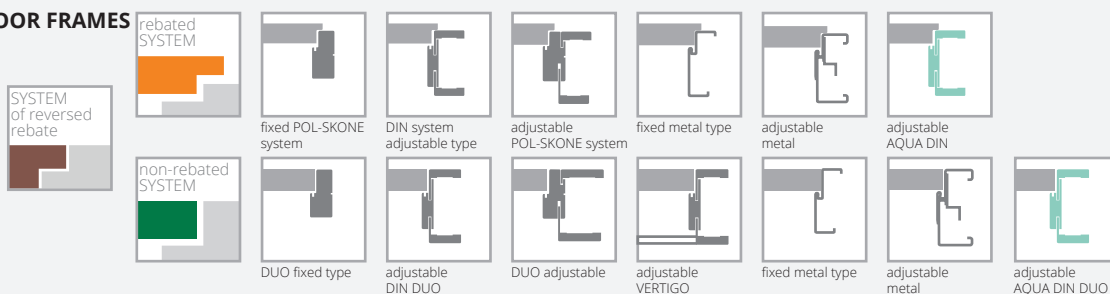 OOR FRAMES
rebated
SYSTEM
SYSTEM
of reversed
rebate
fixed POL-SKONE
system
DIN system
adjustable type
adjustable
POL-SKONE system
fixed metal type
adjustable
metal
adjustable
AQUA DIN
non-rebated
SYSTEM
DUO fixed type
adjustable
DIN DUO
DUO adjustable
adjustable
VERTIGO
fixed metal type
adjustable
metal
adjustable
AQUA DIN DUO